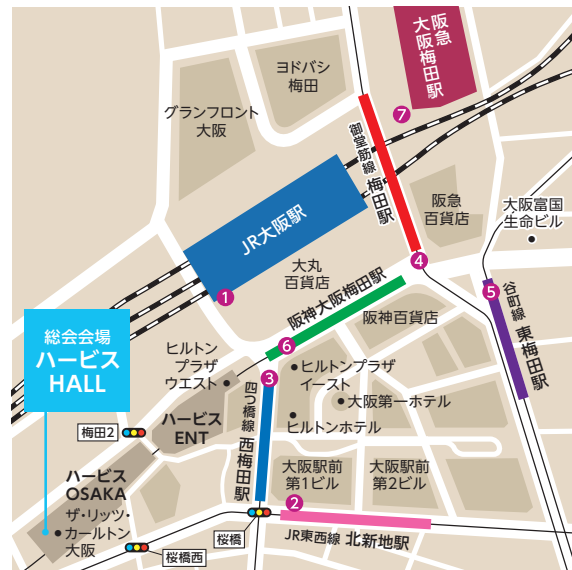 阪急
大阪梅田駅
ヨドバシ
梅田
7
グランフロント
大阪
御堂筋線 梅田駅
JR大阪駅
阪急
百貨店
大阪富国
生命ビル
4
大丸
百貨店
1
阪神大阪梅田駅
5
谷町線 東梅田駅
阪神百貨店
総会会場
ハービス
HALL
6
ヒルトン
プラザ
ウエスト
3
ヒルトンプラザ
イースト
大阪第一ホテル
ヒルトンホテル
四つ橋線 西梅田駅
ハービス
ENT
梅田2
ハービス
OSAKA
大阪駅前
第1ビル
大阪駅前
第2ビル
2
ザ・リッツ・
カールトン
大阪
桜橋
桜橋西
JR東西線 北新地駅